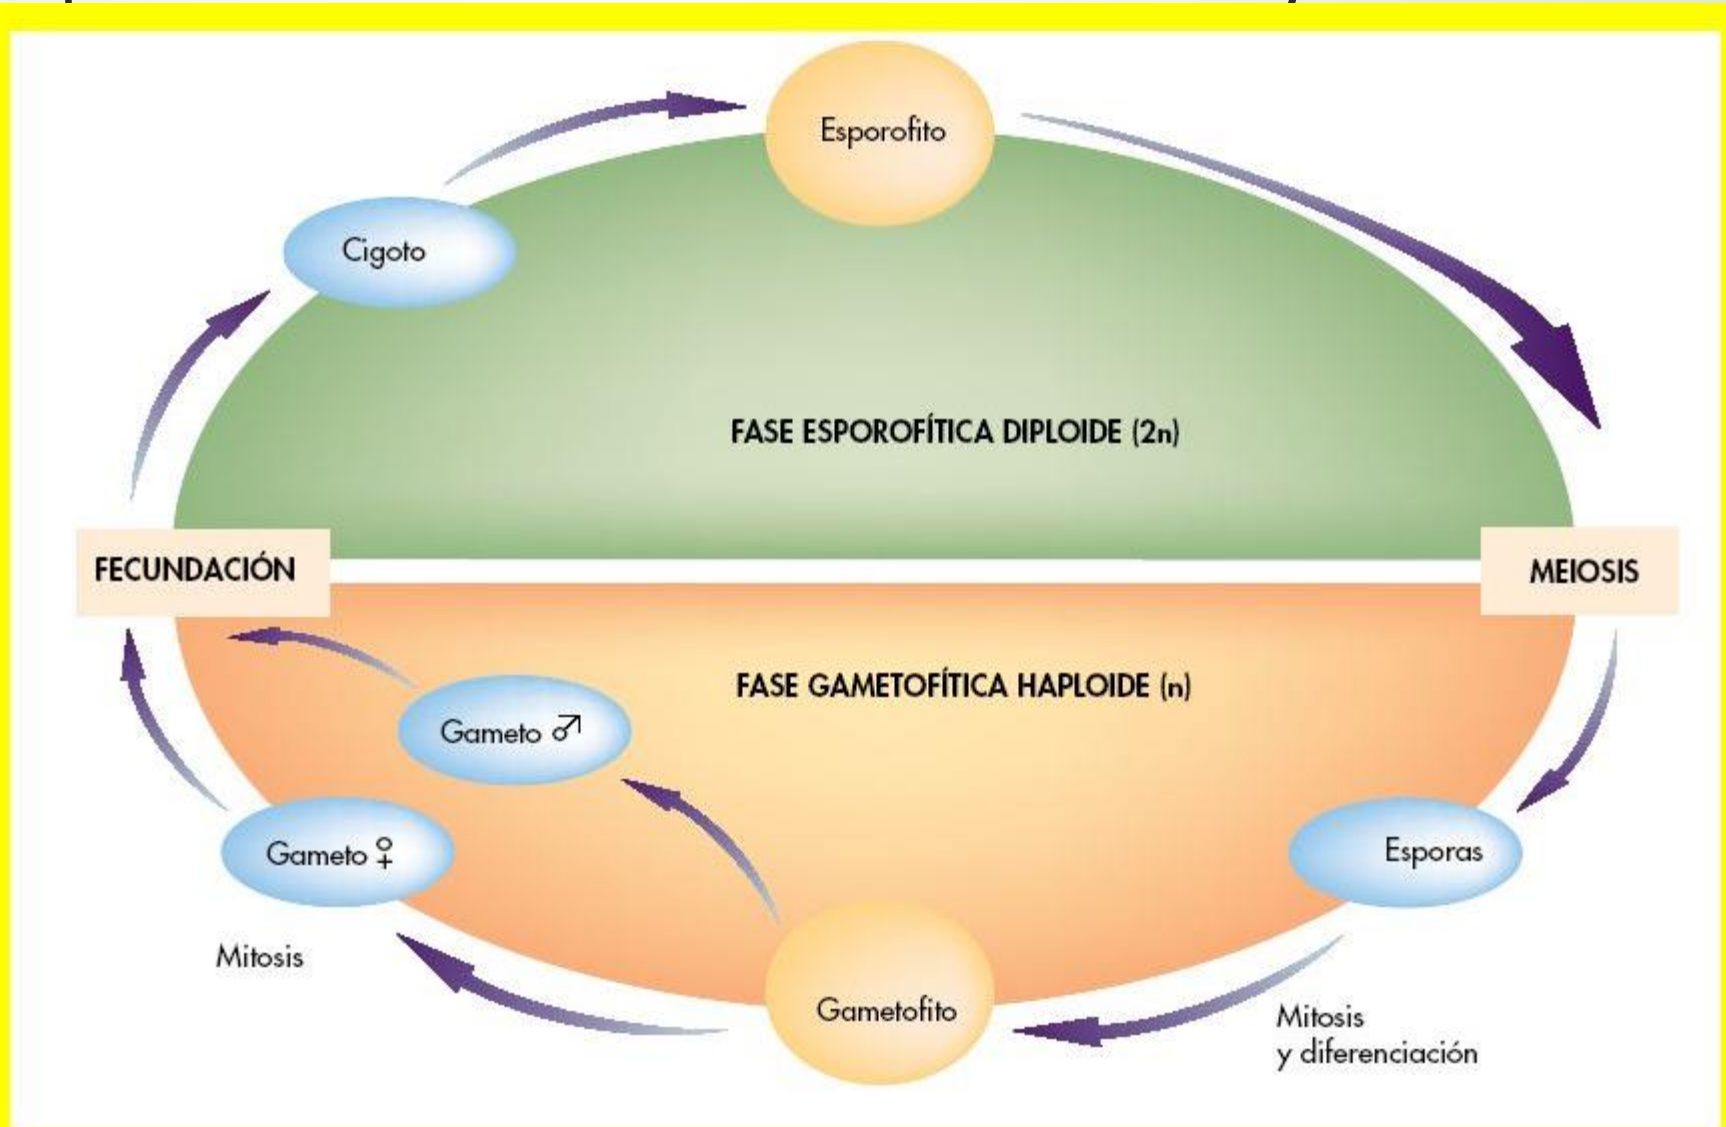 Esporofito
Cigoto
FASE ESPOROFÍTICA DIPLOIDE (2n)
FECUNDACIÓN
MEIOSIS
FASE GAMETOFÍTICA HAPLOIDE (n)
Gameto ♂
Gameto ♀
Esporas
Mitosis
Gametofito
Mitosis
y diferenciación